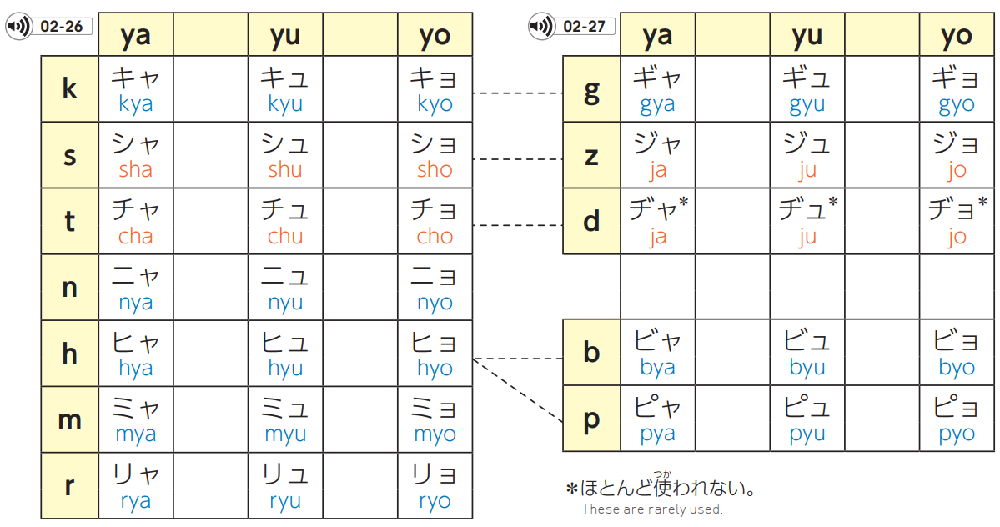 02-26
ya yu yo
k キャ キュ キョ
kya kyu kyo
s シャ シュ ショ
sha shu sho
t チャ チュ チョ
cha chu cho
n ニャ ニュ ニョ
nya nyu nyo
h ヒャ ヒュ ヒョ
hya hyu hyo
m ミャ ミュ ミョ
mya myu myo
r リャ リュ リョ
rya ryu ryo
02-27
ya yu yo
g ギャ ギュ ギョ
gya gyu gyo
z ジャ ジュ ジョ
ja ju jo
d ヂャ* ヂュ* ヂョ*
ja ju jo
b ビャ ビュ ビョ
bya byu byo
p ピャ ピュ ピョ
pya pyu pyo
つか
*ほとんど使われない。
These are rarely used.